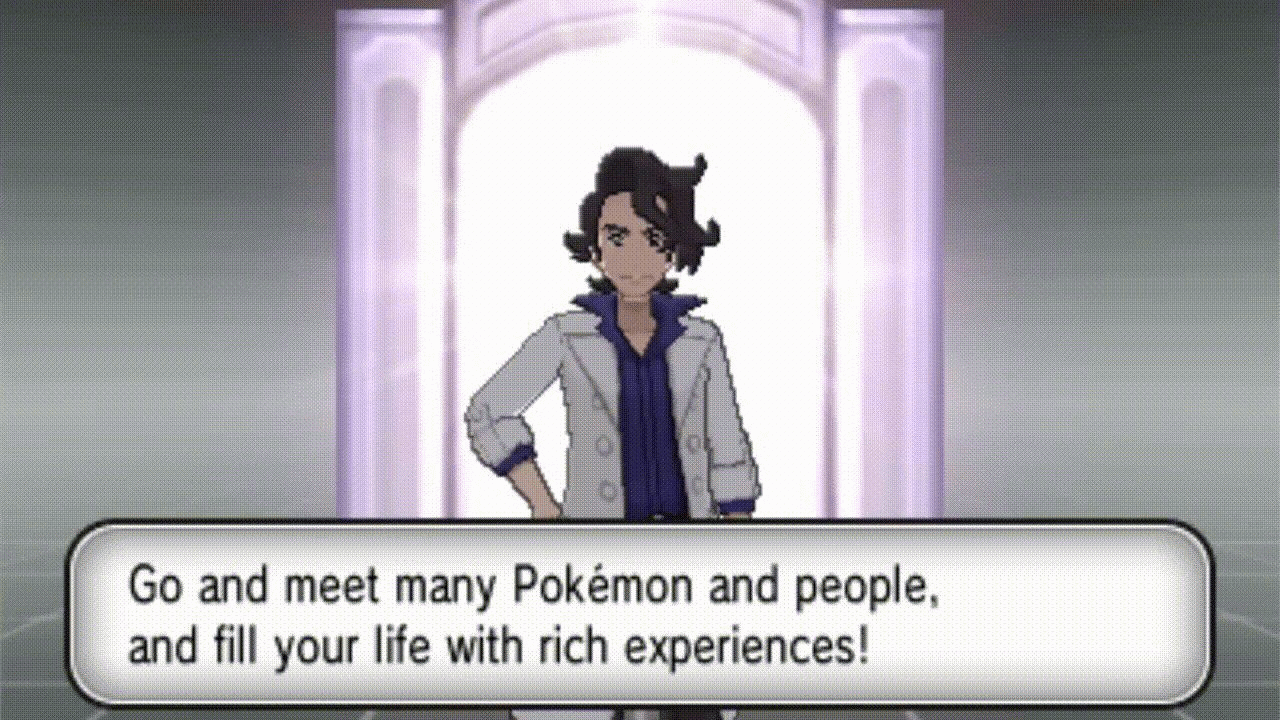 Go and meet many Pokémon and people,
and fill your life with rich experiences!